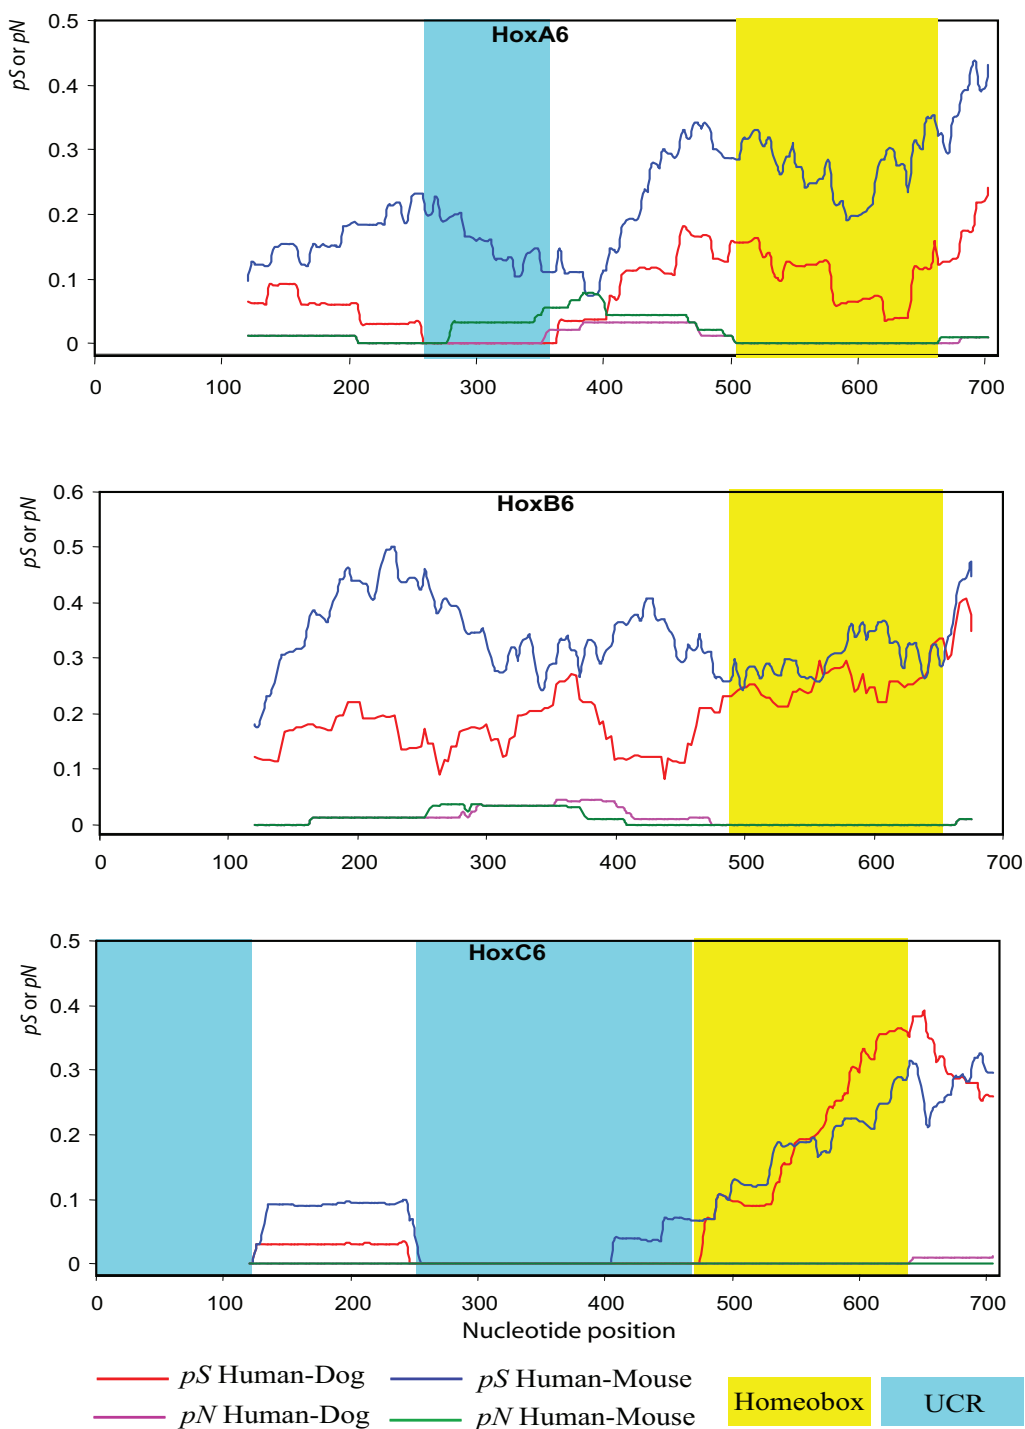 HoxA6
pS or pN
0.5
0.4
0.3
0.2
0.1
0
0 100 200 300 400 500 600 700
HoxB6
pS or pN
0.6
0.5
0.4
0.3
0.2
0.1
0
0 100 200 300 400 500 600 700
HoxC6
pS or pN
0.5
0.4
0.3
0.2
0.1
0
0 100 200 300 400 500 600 700
Nucleotide position
pS Human-Dog pS Human-Mouse
pN Human-Dog pN Human-Mouse
Homeobox UCR